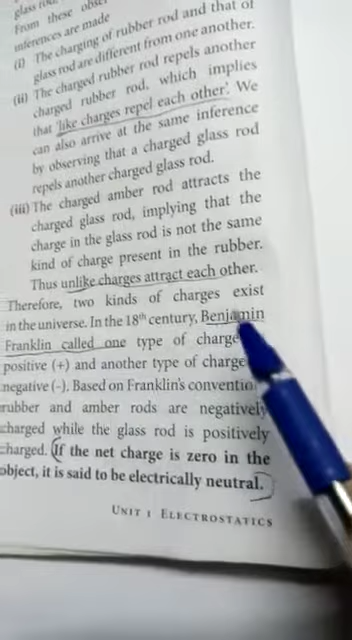 glass rod.
From these
inferences are made
(i) The charging of rubber rod and that of
glass rod are different from one another.
(ii) The charged rubber rod repels another
charged rubber rod, which implies
that 'like charges repel each other'. We
can also arrive at the same inference
by observing that a charged glass rod
repels another charged glass rod.
(iii) The charged amber rod attracts the
charged glass rod, implying that the
charge in the glass rod is not the same
kind of charge present in the rubber.
Thus unlike charges attract each other.
Therefore, two kinds of charges exist
in the universe. In the 18th century, Benjamin
Franklin called one type of charge
positive (+) and another type of charge
negative (-). Based on Franklin's conventio
rubber and amber rods are negatively
charged while the glass rod is positively
charged. If the net charge is zero in the
object, it is said to be electrically neutral.
UNIT 1 ELECTROSTATICS